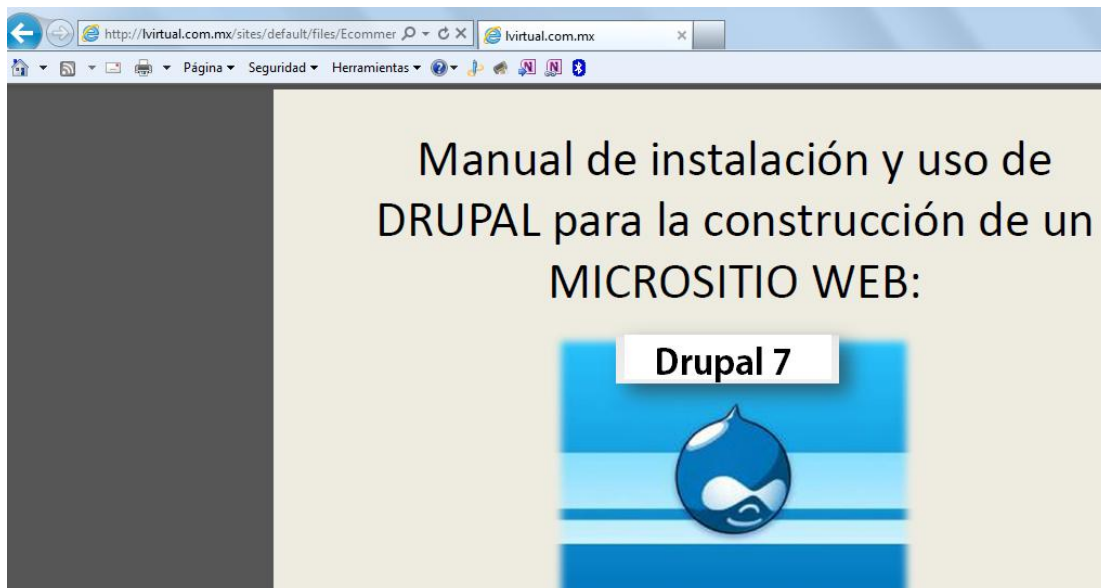 http://lvirtual.com.mx/sites/default/files/Ecommer
lvirtual.com.mx
Página Seguridad Herramientas
Manual de instalación y uso de
DRUPAL para la construcción de un
MICROSITIO WEB:
Drupal 7